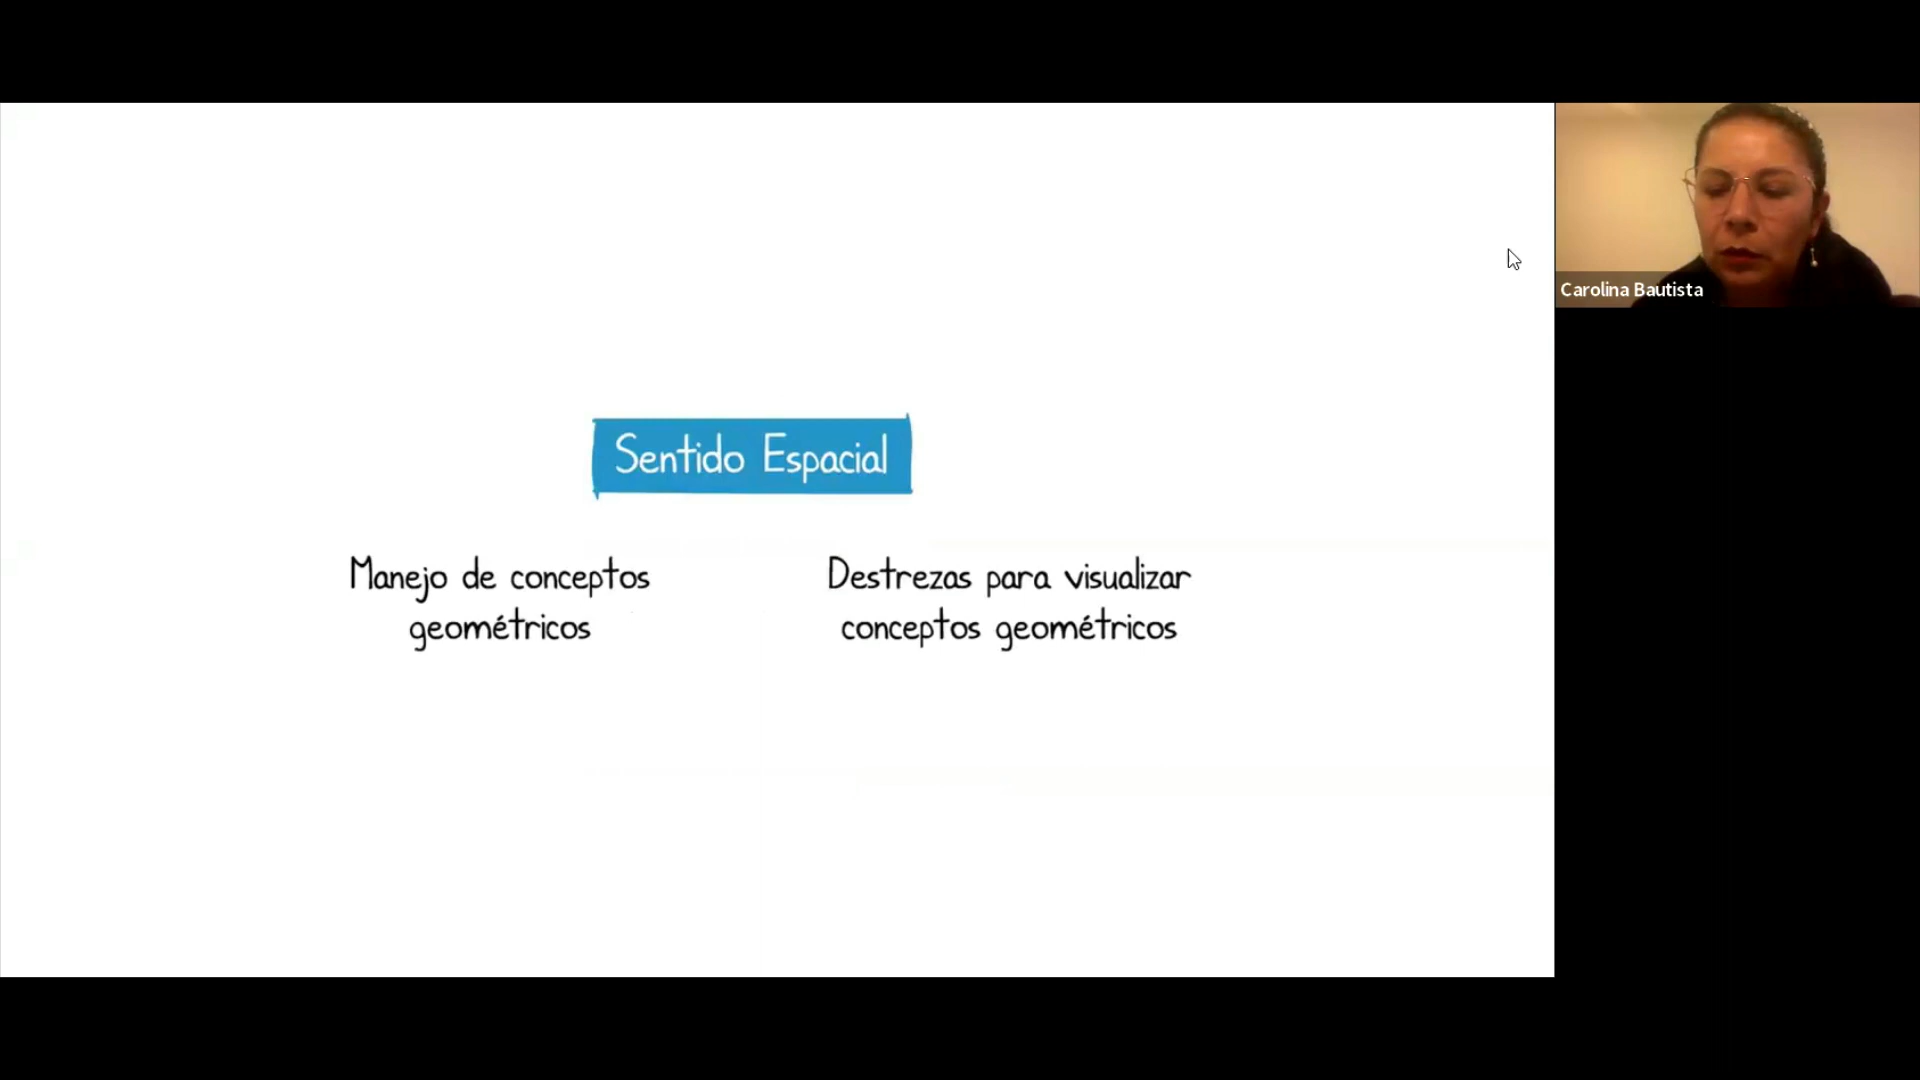 Carolina Bautista
Sentido Espacial
Manejo de conceptos
geométricos
Destrezas para visualizar
conceptos geométricos